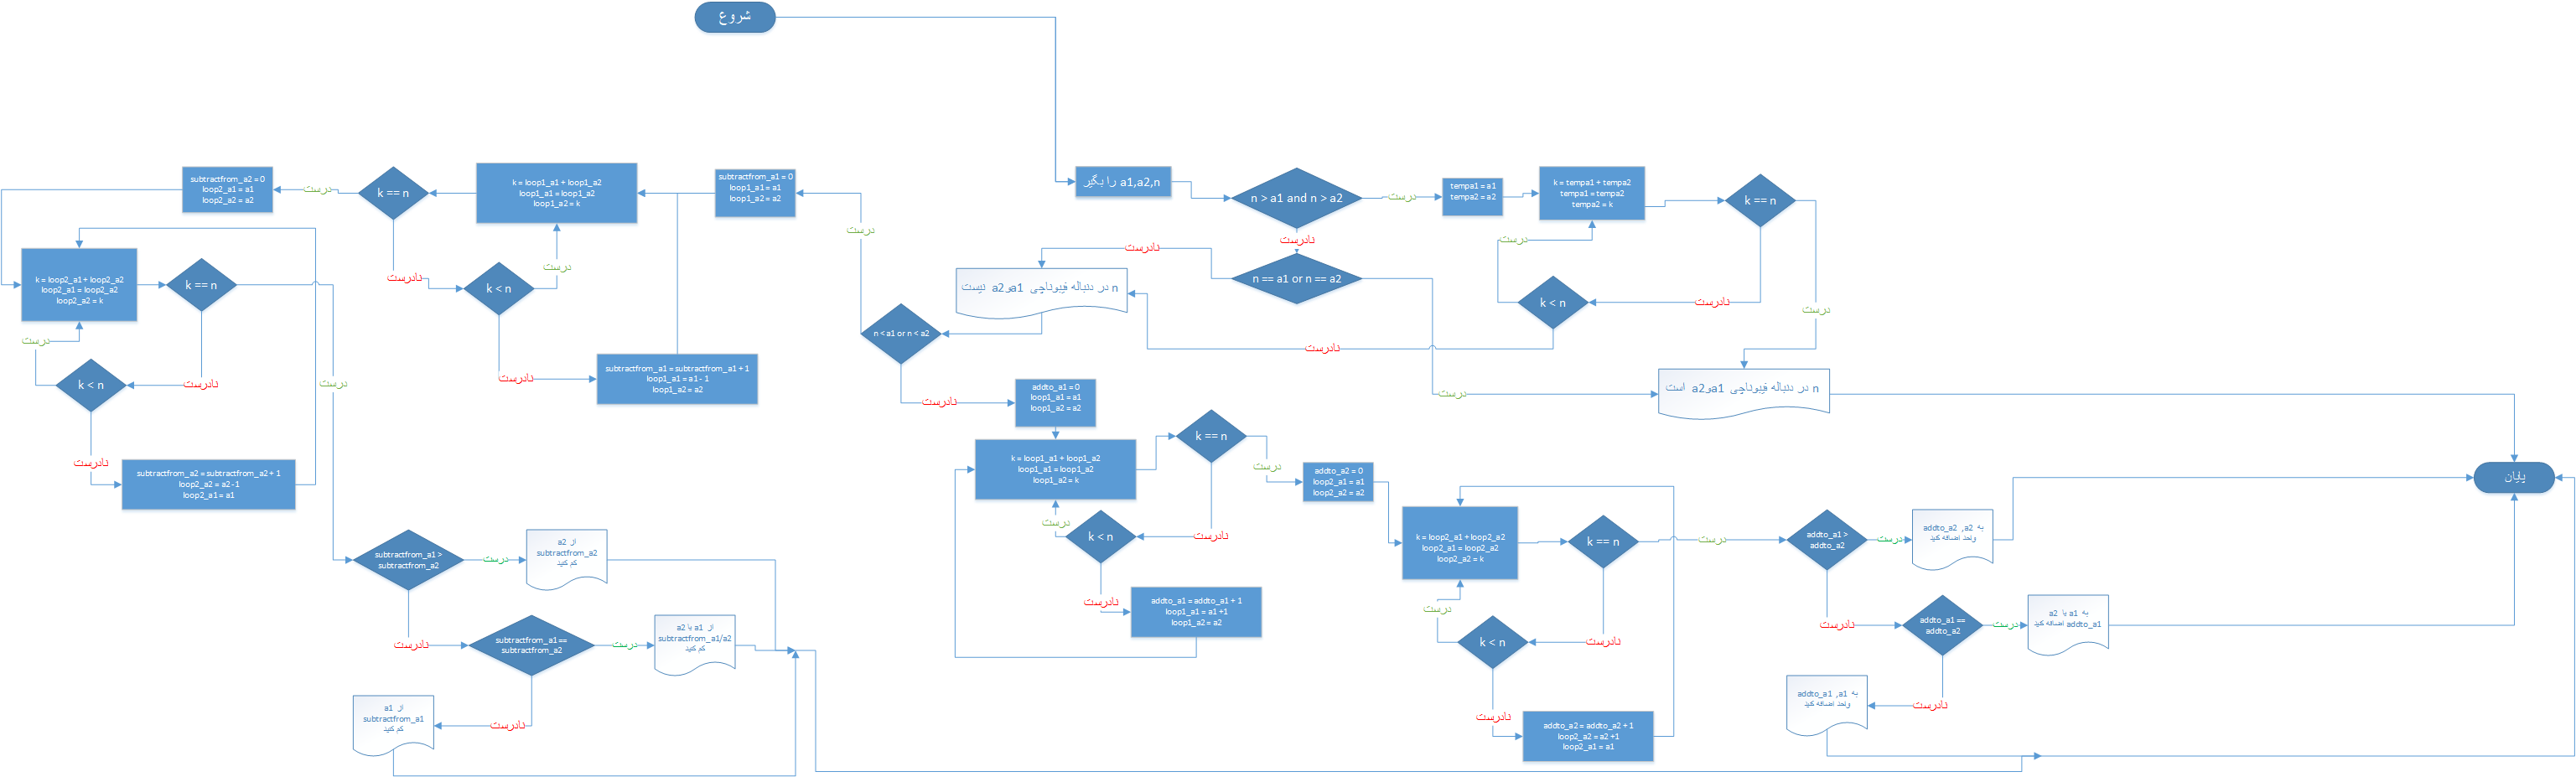 شروع
a1,a2,n را بگیر
n > a1 and n > a2
درست
tempa1 = a1
tempa2 = a2
k = tempa1 + tempa2
tempa1 = tempa2
tempa2 = k
k == n
نادرست
درست
k < n
درست
نادرست
نادرست
n == a1 or n == a2
درست
نادرست
n در دنباله فیبوناچی a1وa2 است
n در دنباله فیبوناچی a1وa2 نیست
n < a1 or n < a2
درست
subtractfrom_a1 = 0
loop1_a1 = a1
loop1_a2 = a2
k = loop1_a1 + loop1_a2
loop1_a1 = loop1_a2
loop1_a2 = k
k == n
نادرست
k < n
درست
نادرست
subtractfrom_a1 = subtractfrom_a1 + 1
loop1_a1 = a1 - 1
loop1_a2 = a2
درست
subtractfrom_a2 = 0
loop2_a1 = a1
loop2_a2 = a2
k = loop2_a1 + loop2_a2
loop2_a1 = loop2_a2
loop2_a2 = k
k == n
نادرست
k < n
درست
نادرست
subtractfrom_a2 = subtractfrom_a2 + 1
loop2_a2 = a2 -1
loop2_a1 = a1
درست
subtractfrom_a1 >
subtractfrom_a2
درست
از a2
subtractfrom_a2
کم کنید
نادرست
subtractfrom_a1 ==
subtractfrom_a2
درست
از a1 یا a2
subtractfrom_a1/a2
کم کنید
نادرست
از a1
subtractfrom_a1
کم کنید
نادرست
addto_a1 = 0
loop1_a1 = a1
loop1_a2 = a2
k = loop1_a1 + loop1_a2
loop1_a1 = loop1_a2
loop1_a2 = k
k == n
نادرست
k < n
درست
نادرست
addto_a1 = addto_a1 + 1
loop1_a1 = a1 +1
loop1_a2 = a2
درست
addto_a2 = 0
loop2_a1 = a1
loop2_a2 = a2
k = loop2_a1 + loop2_a2
loop2_a1 = loop2_a2
loop2_a2 = k
k == n
نادرست
k < n
درست
نادرست
addto_a2 = addto_a2 + 1
loop2_a2 = a2 +1
loop2_a1 = a1
درست
addto_a1 >
addto_a2
درست
به a2, addto_a2
واحد اضافه کنید
نادرست
addto_a1 ==
addto_a2
درست
به a1 یا a2
addto_a1 اضافه کنید
نادرست
به a1, addto_a1
واحد اضافه کنید
پایان